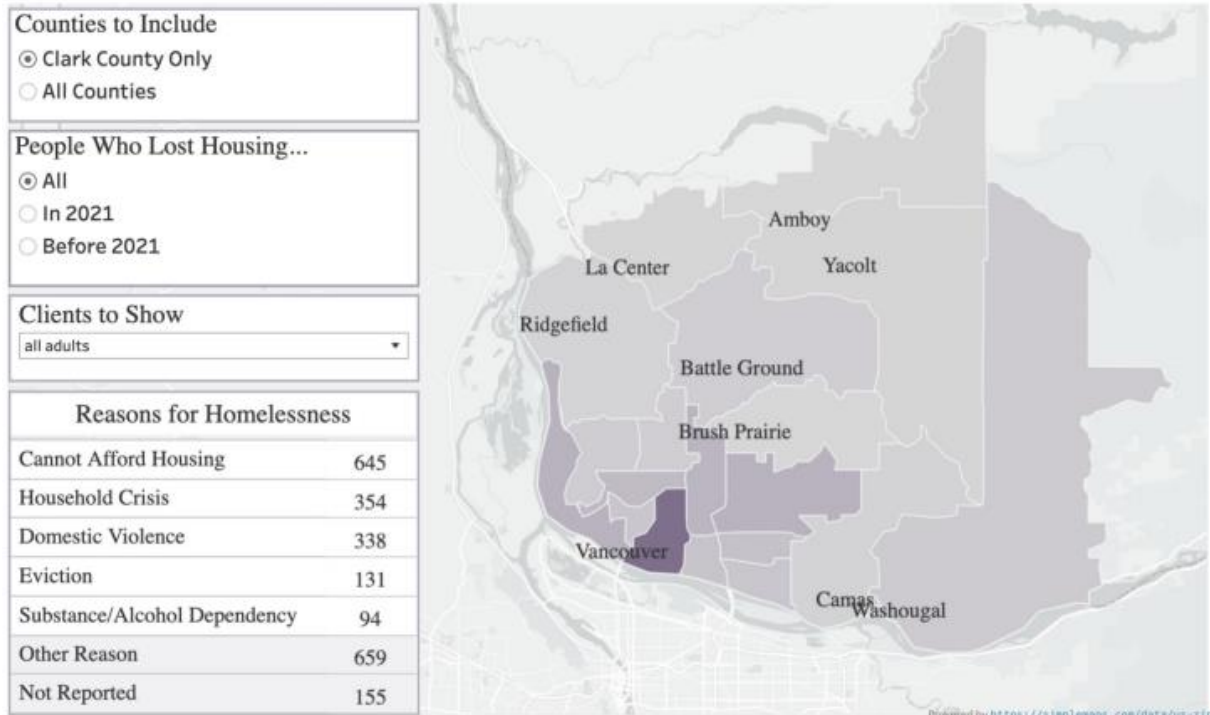 Counties to Include
Clark County Only
All Counties
People Who Lost Housing...
All
In 2021
Before 2021
Clients to Show
all adults
Reasons for Homelessness
Cannot Afford Housing 645
Household Crisis 354
Domestic Violence 338
Eviction 131
Substance/Alcohol Dependency 94
Other Reason 659
Not Reported 155
Amboy
La Center
Yacolt
Ridgefield
Battle Ground
Brush Prairie
Vancouver
Camas
Washougal